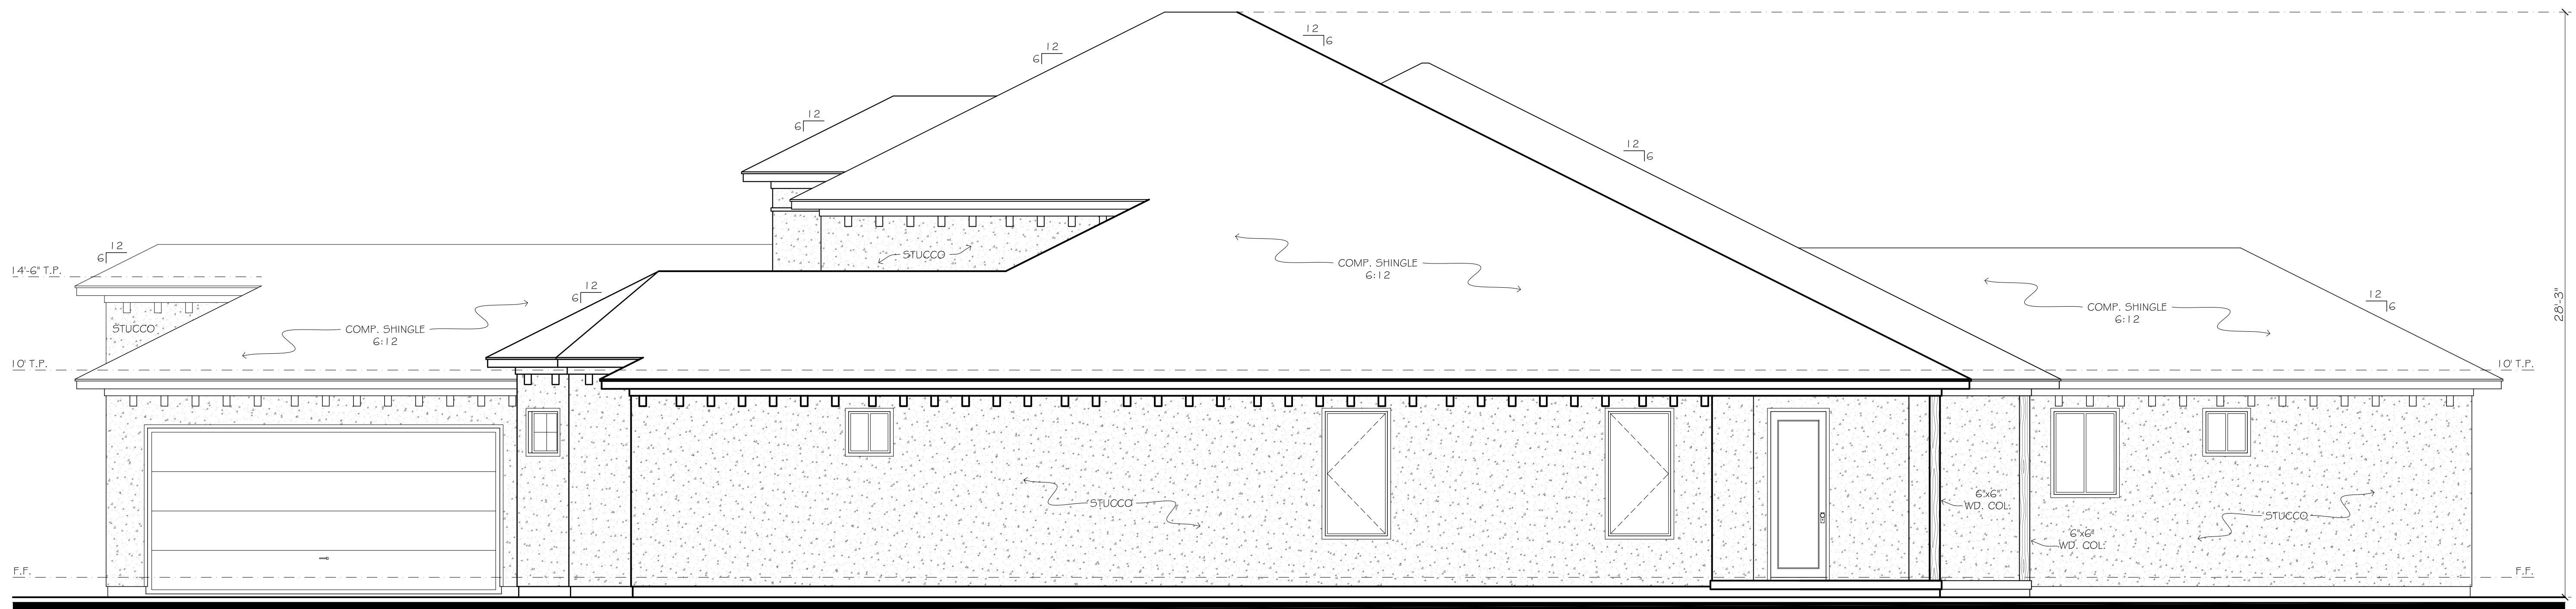 12
6
12
6
12
6
12
6
12
6
14'-6" T.P.
STUCCO
COMP. SHINGLE
6:12
12
6
STUCCO
COMP. SHINGLE
6:12
COMP. SHINGLE
6:12
12
6
28'-3"
10' T.P.
10' T.P.
STUCCO
6"x6"
WD. COL.
6"x6"
WD. COL.
STUCCO
F.F.
F.F.